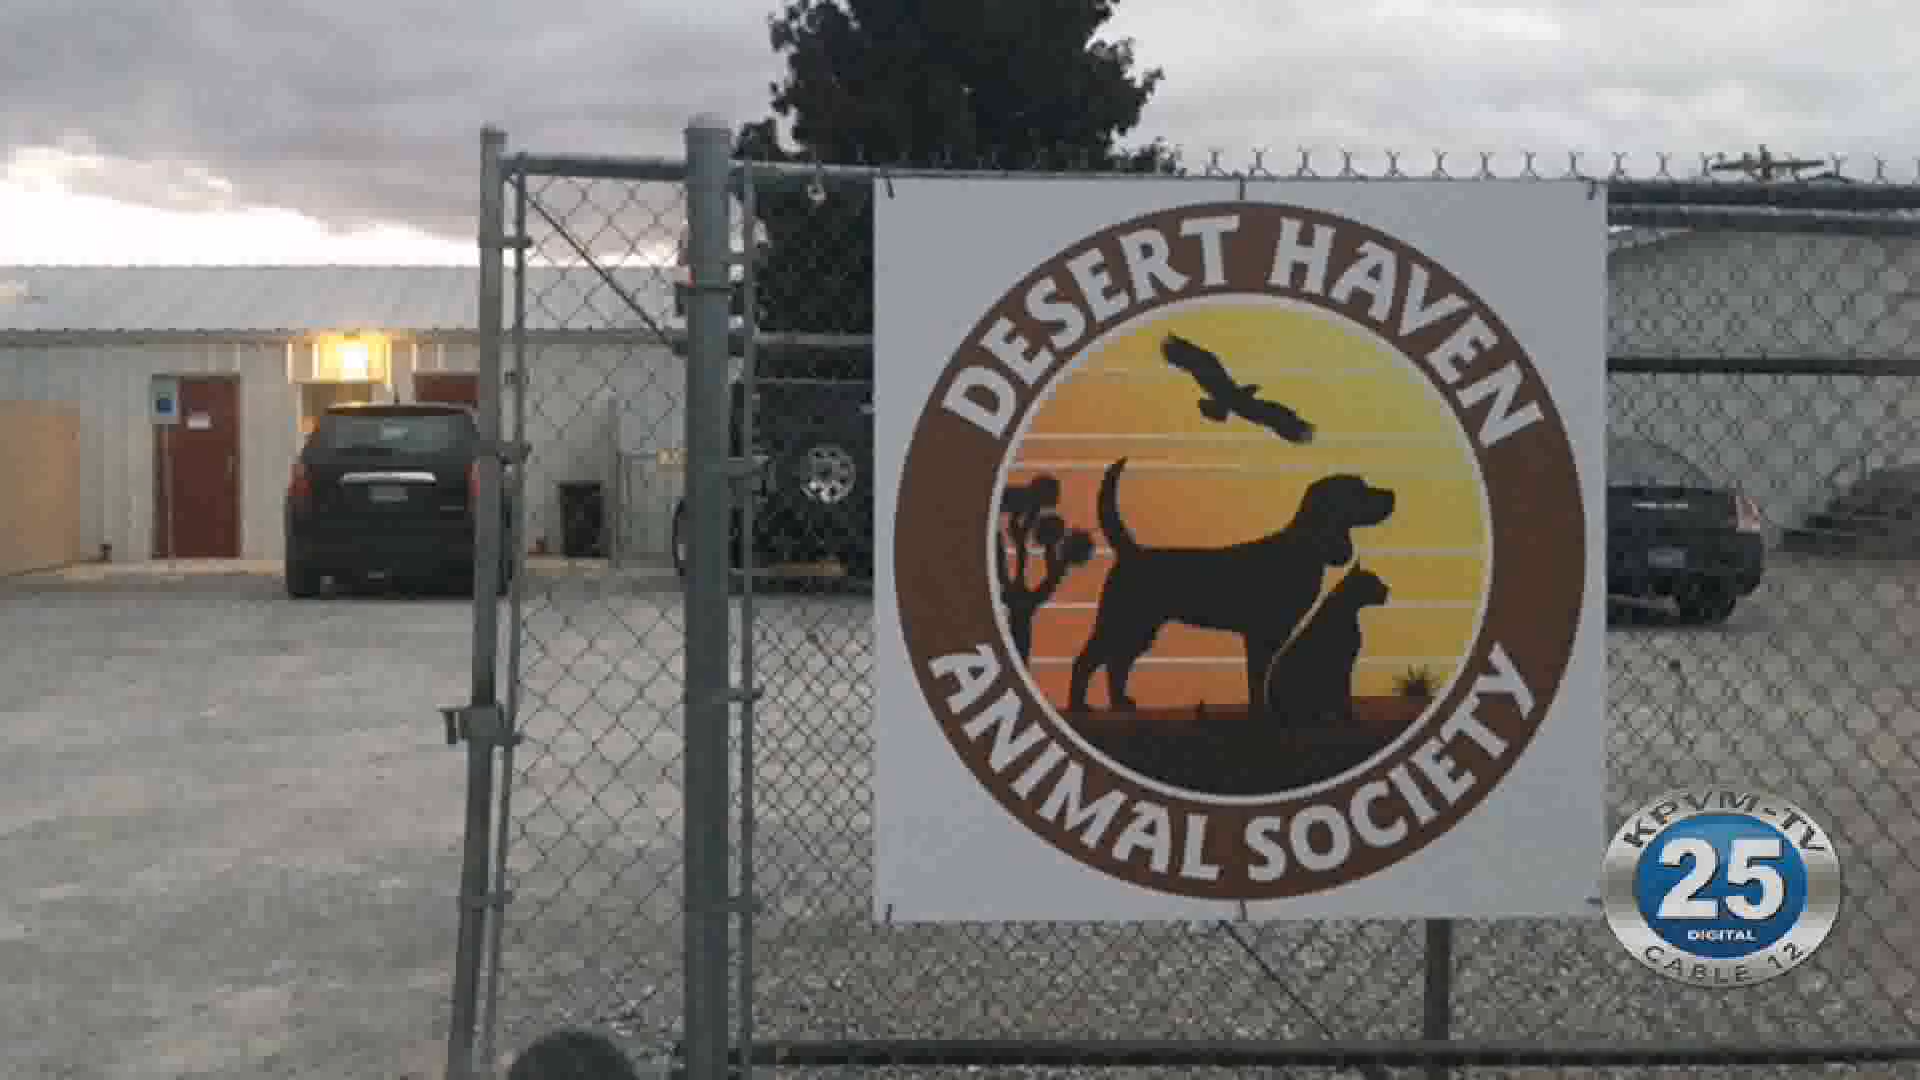 DESERT HAVEN
ANIMAL SOCIETY
KPVM-TV
25
DIGITAL
CABLE 12